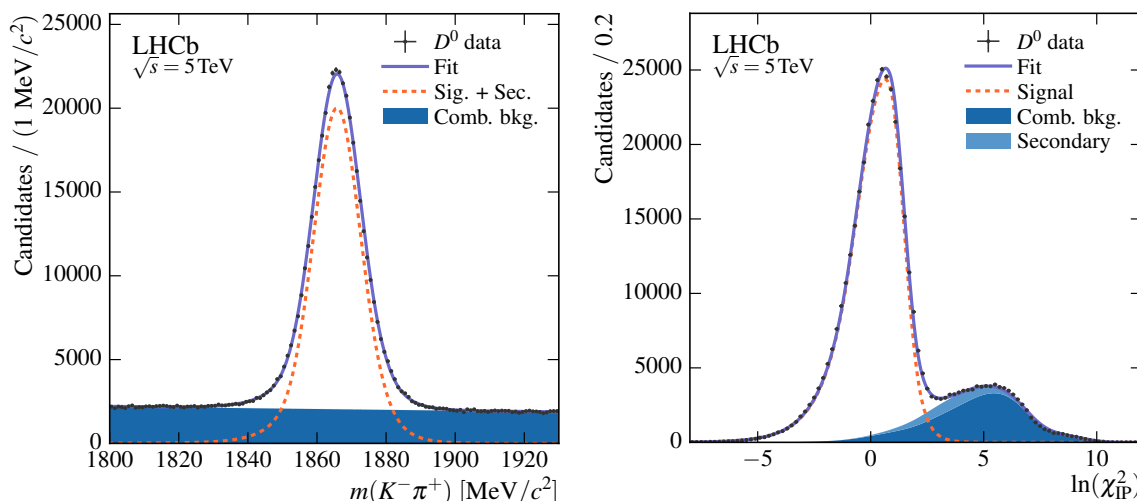 Candidates / (1 MeV/c²)
25000
20000
15000
10000
5000
0
LHCb
√s = 5 TeV
D⁰ data
Fit
Sig. + Sec.
Comb. bkg.
1800 1820 1840 1860 1880 1900 1920
m(K⁻π⁺) [MeV/c²]
Candidates / 0.2
25000
20000
15000
10000
5000
0
LHCb
√s = 5 TeV
D⁰ data
Fit
Signal
Comb. bkg.
Secondary
−5 0 5 10
ln(χ²_IP)